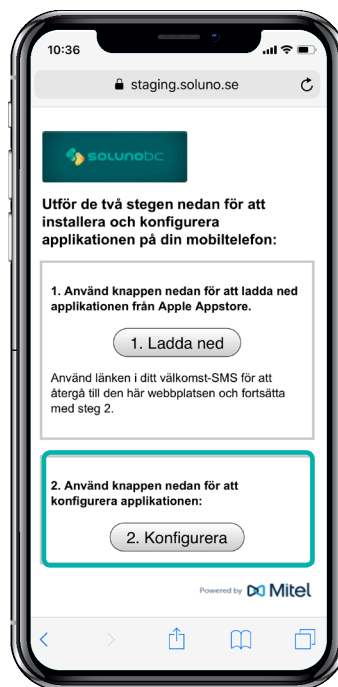 10:36
staging.soluno.se
solunobc
Utför de två stegen nedan för att
installera och konfigurera
applikationen på din mobiltelefon:
1. Använd knappen nedan för att ladda ned
applikationen från Apple Appstore.
1. Ladda ned
Använd länken i ditt välkomst-SMS för att
återgå till den här webbplatsen och fortsätta
med steg 2.
2. Använd knappen nedan för att
konfigurera applikationen:
2. Konfigurera
Powered by Mitel